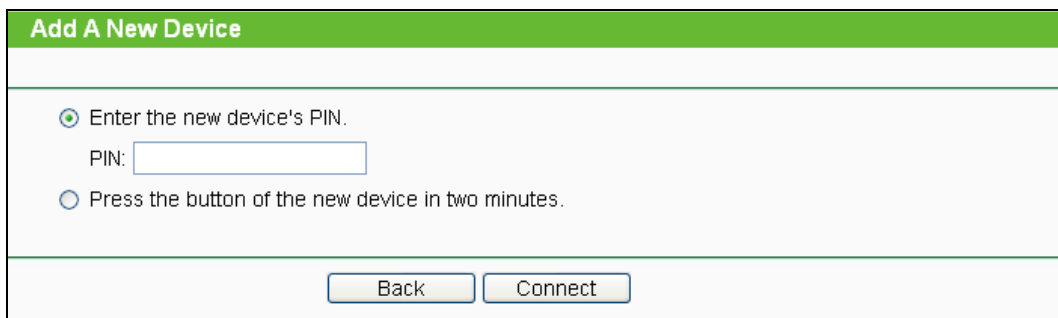 Add A New Device
Enter the new device's PIN.
PIN:
Press the button of the new device in two minutes.
Back Connect